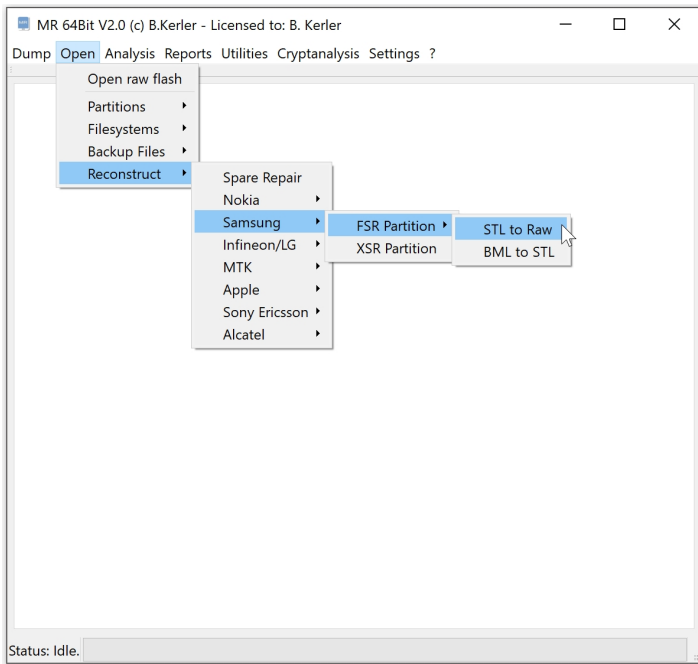 MR 64Bit V2.0 (c) B.Kerler - Licensed to: B. Kerler
Dump Open Analysis Reports Utilities Cryptanalysis Settings ?
Open raw flash
Partitions
Filesystems
Backup Files
Reconstruct
Spare Repair
Nokia
Samsung
Infineon/LG
MTK
Apple
Sony Ericsson
Alcatel
FSR Partition
XSR Partition
STL to Raw
BML to STL
Status: Idle.